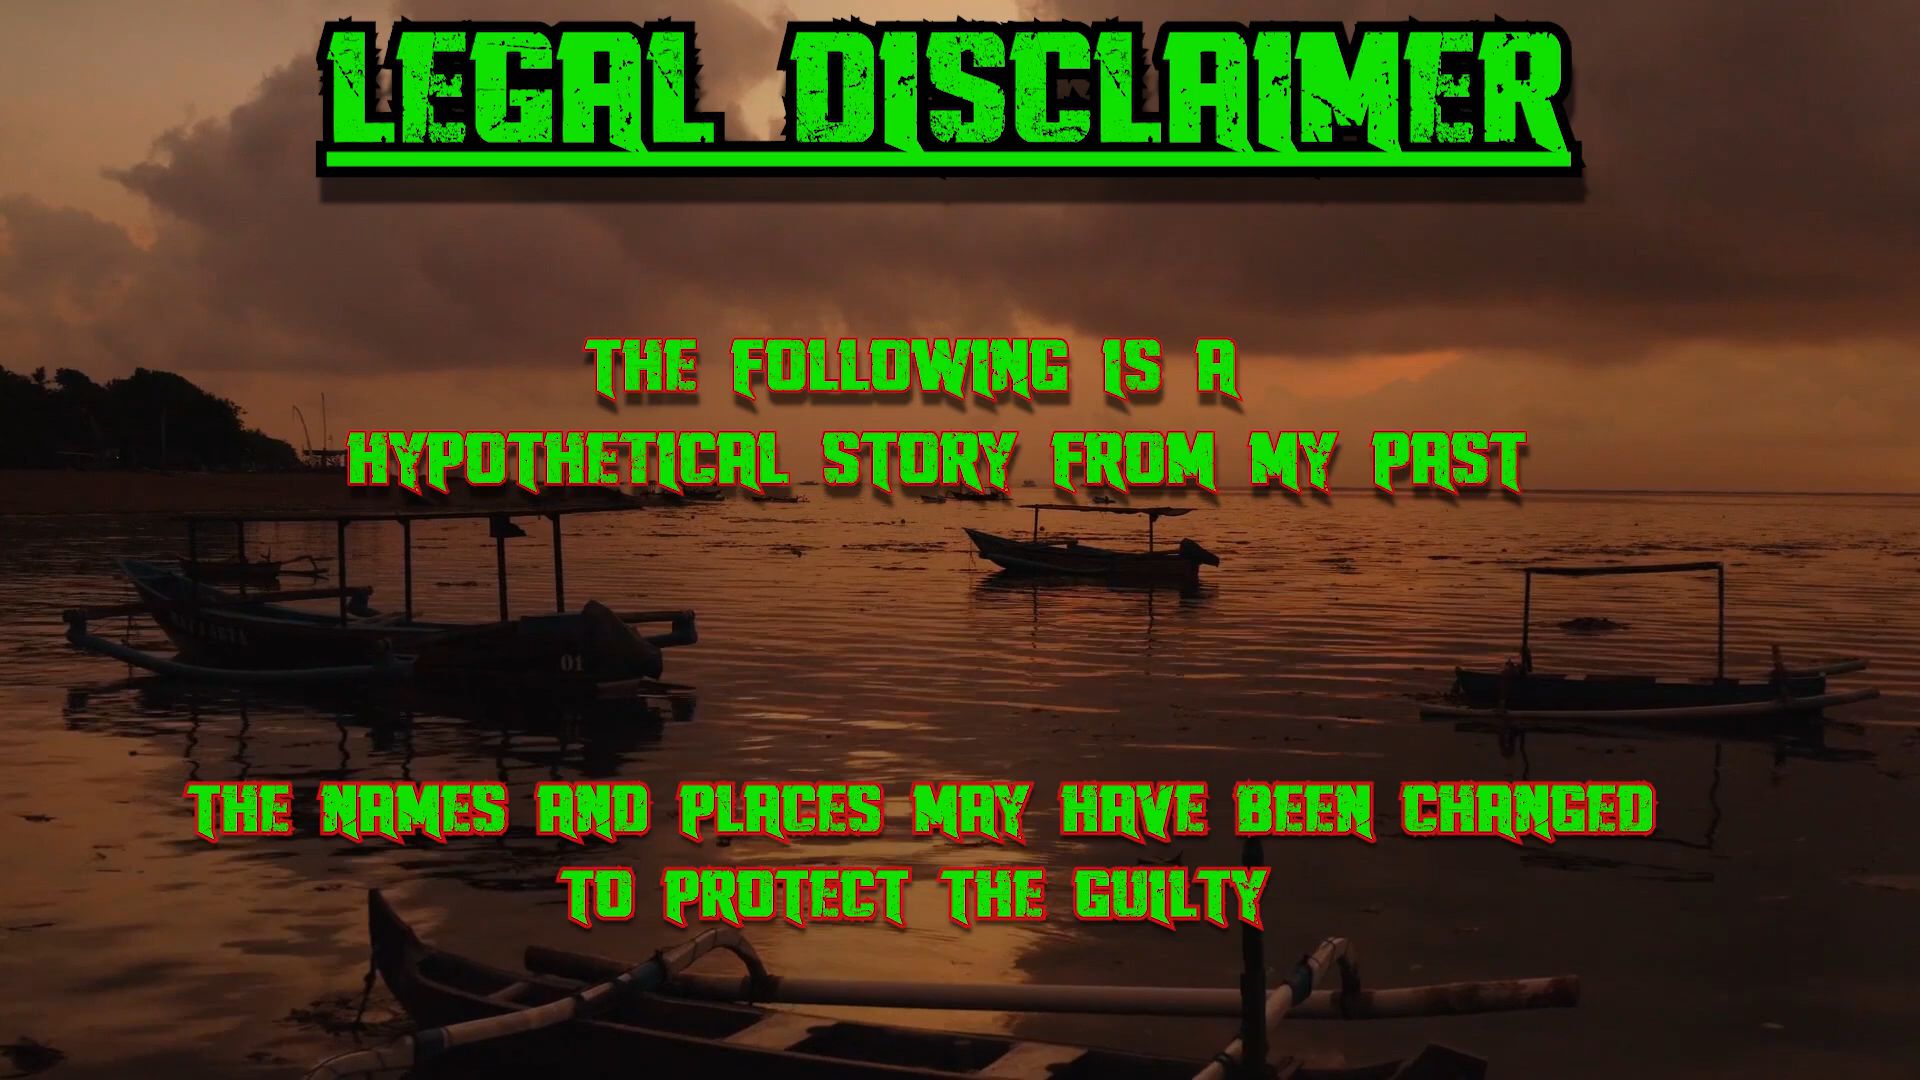 LEGAL DISCLAIMER
THE FOLLOWING IS A
HYPOTHETICAL STORY FROM MY PAST
01
THE NAMES AND PLACES MAY HAVE BEEN CHANGED
TO PROTECT THE GUILTY